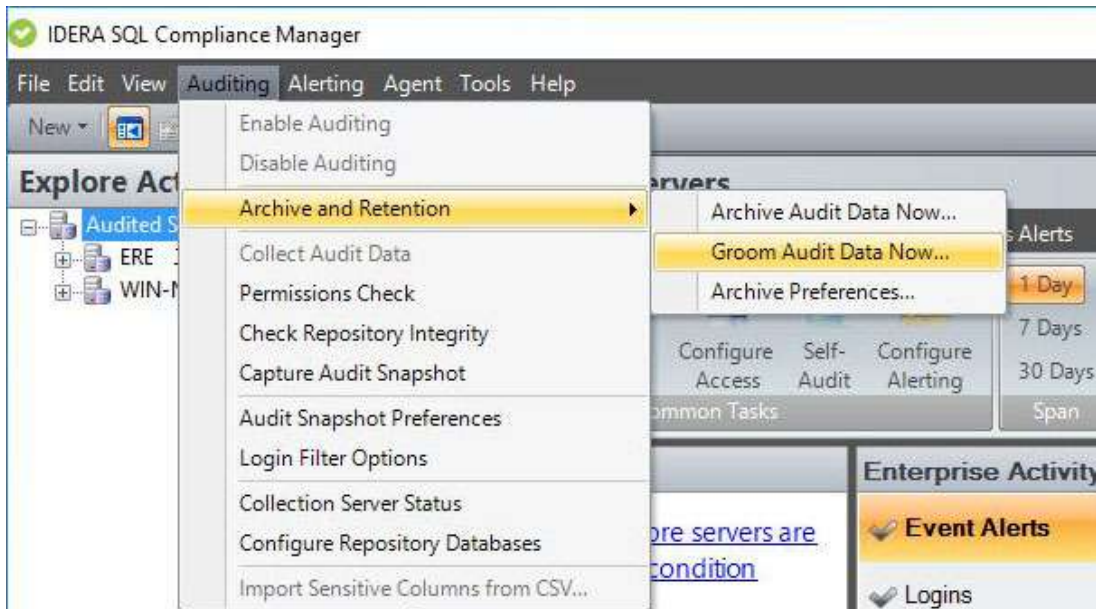 IDERA SQL Compliance Manager
File Edit View Auditing Alerting Agent Tools Help
New
Enable Auditing
Disable Auditing
Explore Act
Archive and Retention
Archive Audit Data Now...
Audited S
Alerts
Collect Audit Data
Groom Audit Data Now...
ERE
WIN-
Permissions Check
Archive Preferences...
1 Day
Check Repository Integrity
7 Days
Configure Access
Self-Audit
Configure Alerting
Capture Audit Snapshot
30 Days
Audit Snapshot Preferences
Span
Login Filter Options
Enterprise Activity
Collection Server Status
servers are
Event Alerts
Configure Repository Databases
condition
Import Sensitive Columns from CSV...
Logins